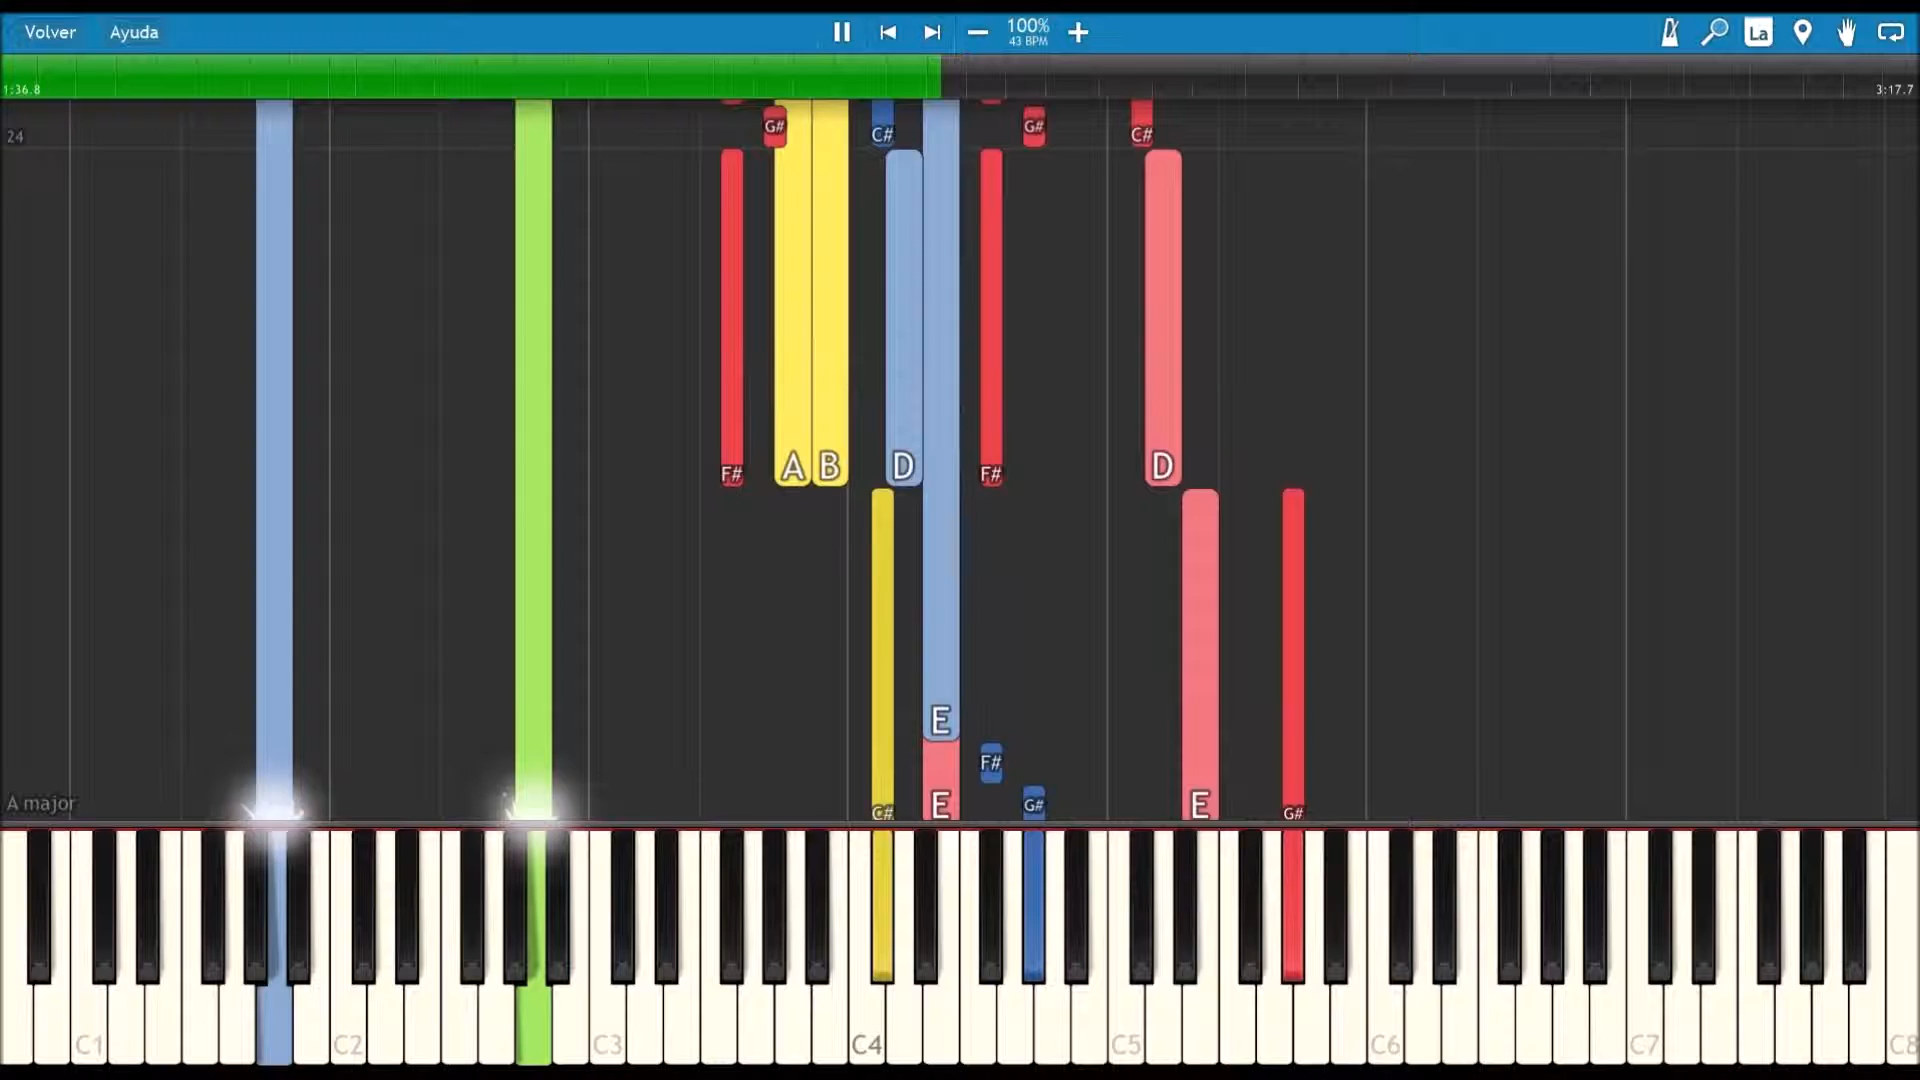 Volver Ayuda 100% La
43 BPM
1:36.8 3:17.7
G# C# G# C#
24
F# A B D F# D
E
F#
A major C# E G# E G#
C1 C2 C3 C4 C5 C6 C7 C8